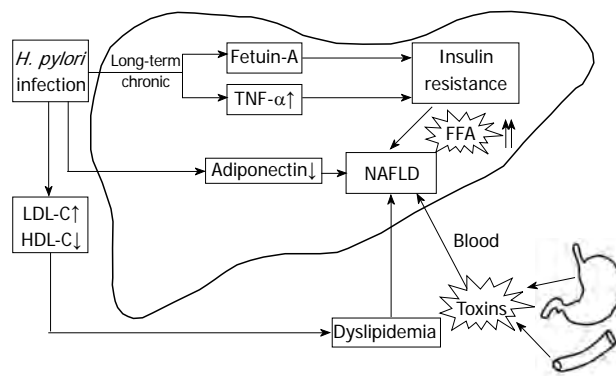 H. pylori
infection
Long-term
chronic
Fetuin-A
TNF-α↑
Insulin
resistance
FFA
Adiponectin↓
NAFLD
LDL-C↑
HDL-C↓
Blood
Toxins
Dyslipidemia